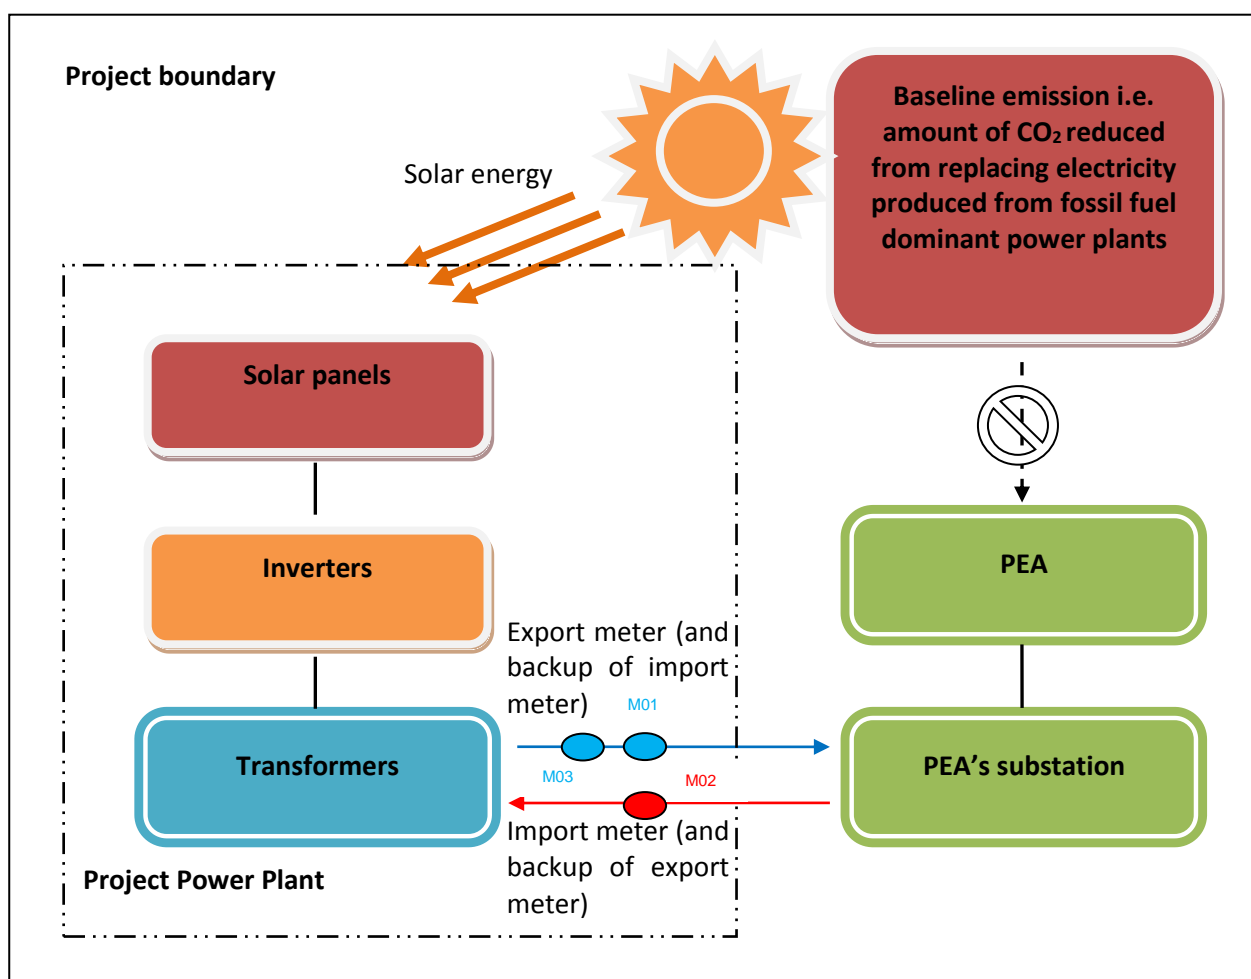 Project boundary
Baseline emission i.e.
amount of CO₂ reduced
from replacing electricity
produced from fossil fuel
dominant power plants
Solar energy
Solar panels
Inverters
PEA
Export meter (and
backup of import
meter)
M01
Transformers
M03
M02
PEA’s substation
Import meter (and
backup of export
meter)
Project Power Plant